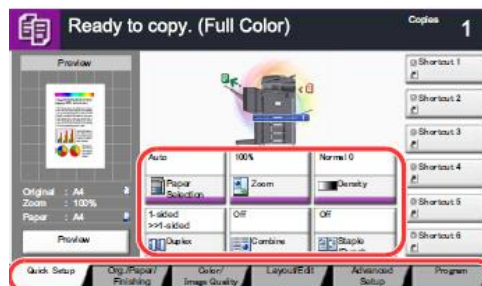 Ready to copy. (Full Color)
Copies
1
Preview
Original : A4
Zoom : 100%
Paper : A4
Preview
Auto
Paper
Selection
100%
Zoom
Normal 0
Density
1-sided
>>1-sided
Duplex
Off
Combine
Off
Staple
Shortcut 1
Shortcut 2
Shortcut 3
Shortcut 4
Shortcut 5
Shortcut 6
Quick Setup
Org./Paper/
Finishing
Color/
Image Quality
Layout/Edit
Advanced
Setup
Program